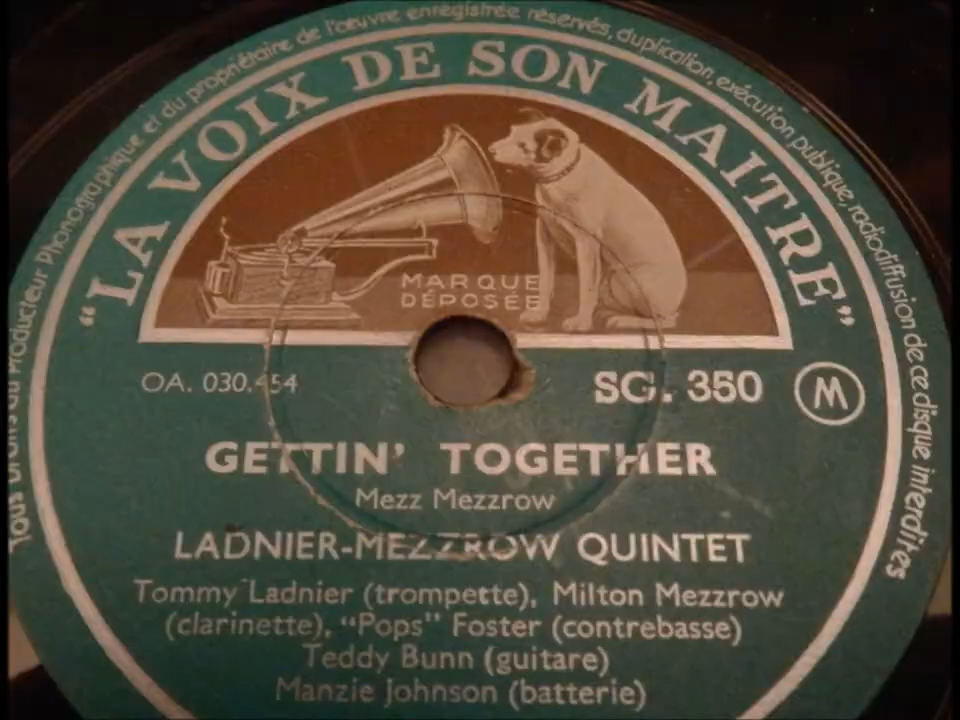 Tous droits du Producteur Phonographique et du propriétaire de l'œuvre enregistrée réservés, duplication, exécution publique, radiodiffusion de ce disque interdites
"LA VOIX DE SON MAITRE"
MARQUE
DÉPOSÉE
OA. 030.454 SG. 350 M
GETTIN' TOGETHER
Mezz Mezzrow
LADNIER-MEZZROW QUINTET
Tommy Ladnier (trompette), Milton Mezzrow
(clarinette), "Pops" Foster (contrebasse)
Teddy Bunn (guitare)
Manzie Johnson (batterie)